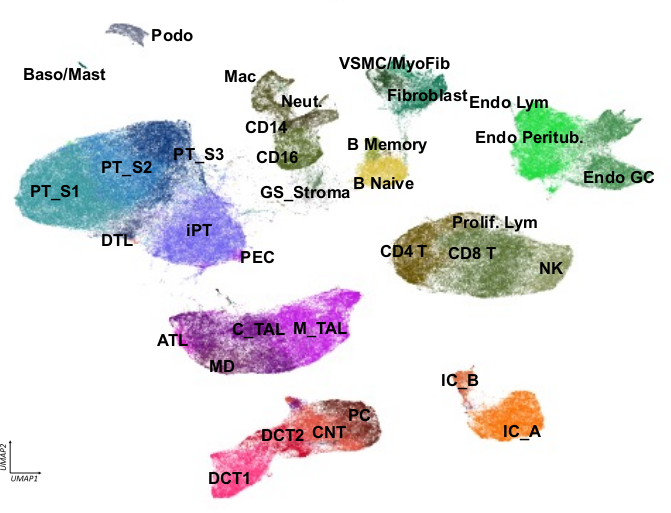 Podo
Baso/Mast
VSMC/MyoFib
Mac
Neut.
Fibroblast
Endo Lym
CD14
Endo Peritub.
B Memory
PT_S3
CD16
PT_S2
Endo GC
B Naive
PT_S1
GS_Stroma
Prolif. Lym
iPT
DTL
CD4 T
CD8 T
PEC
NK
C_TAL
M_TAL
ATL
MD
IC_B
PC
DCT2
CNT
IC_A
DCT1
UMAP2
UMAP1